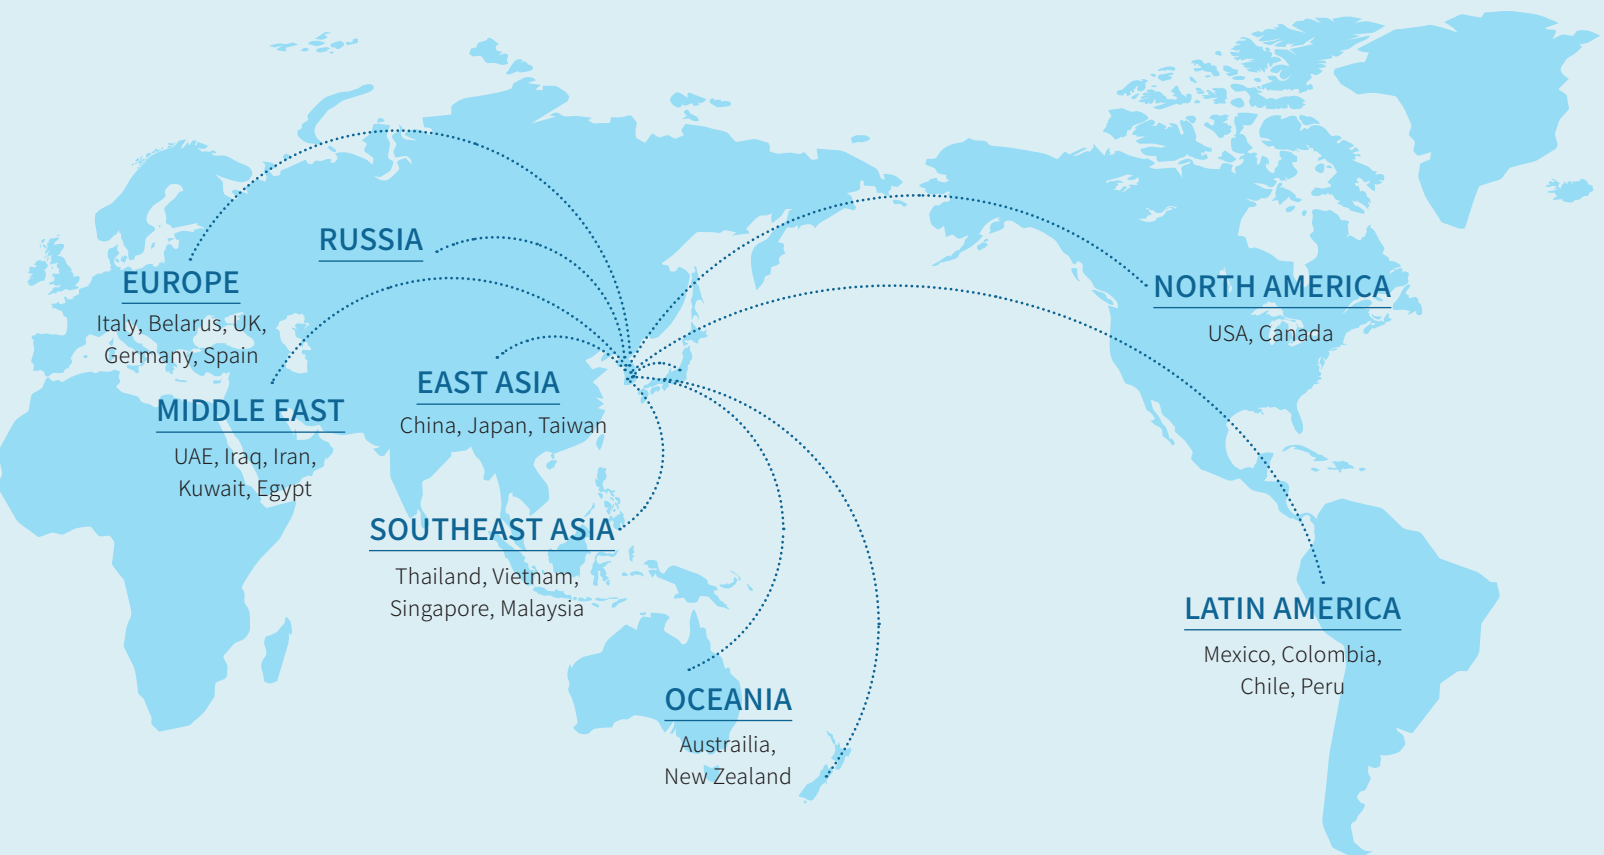 RUSSIA
EUROPE
Italy, Belarus, UK,
Germany, Spain
MIDDLE EAST
UAE, Iraq, Iran,
Kuwait, Egypt
EAST ASIA
China, Japan, Taiwan
SOUTHEAST ASIA
Thailand, Vietnam,
Singapore, Malaysia
OCEANIA
Austrailia,
New Zealand
NORTH AMERICA
USA, Canada
LATIN AMERICA
Mexico, Colombia,
Chile, Peru